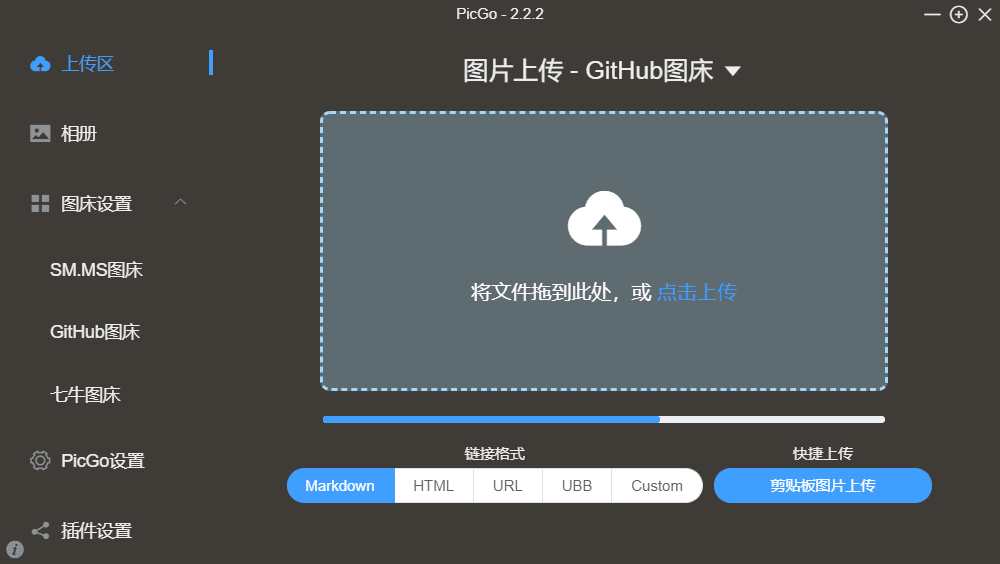 PicGo - 2.2.2
上传区
相册
图床设置
SM.MS图床
GitHub图床
七牛图床
PicGo设置
插件设置
图片上传 - GitHub图床
将文件拖到此处，或 点击上传
链接格式
Markdown HTML URL UBB Custom
快捷上传
剪贴板图片上传